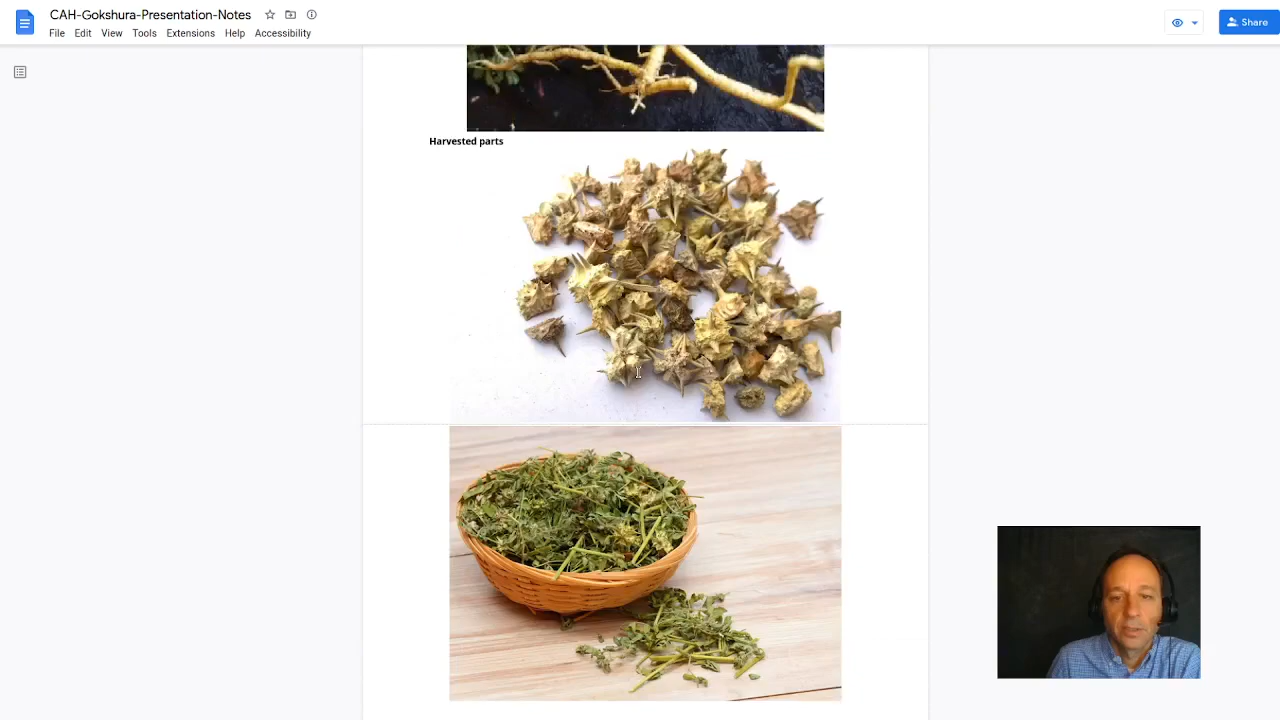 CAH-Gokshura-Presentation-Notes
File Edit View Tools Extensions Help Accessibility
Share
Harvested parts